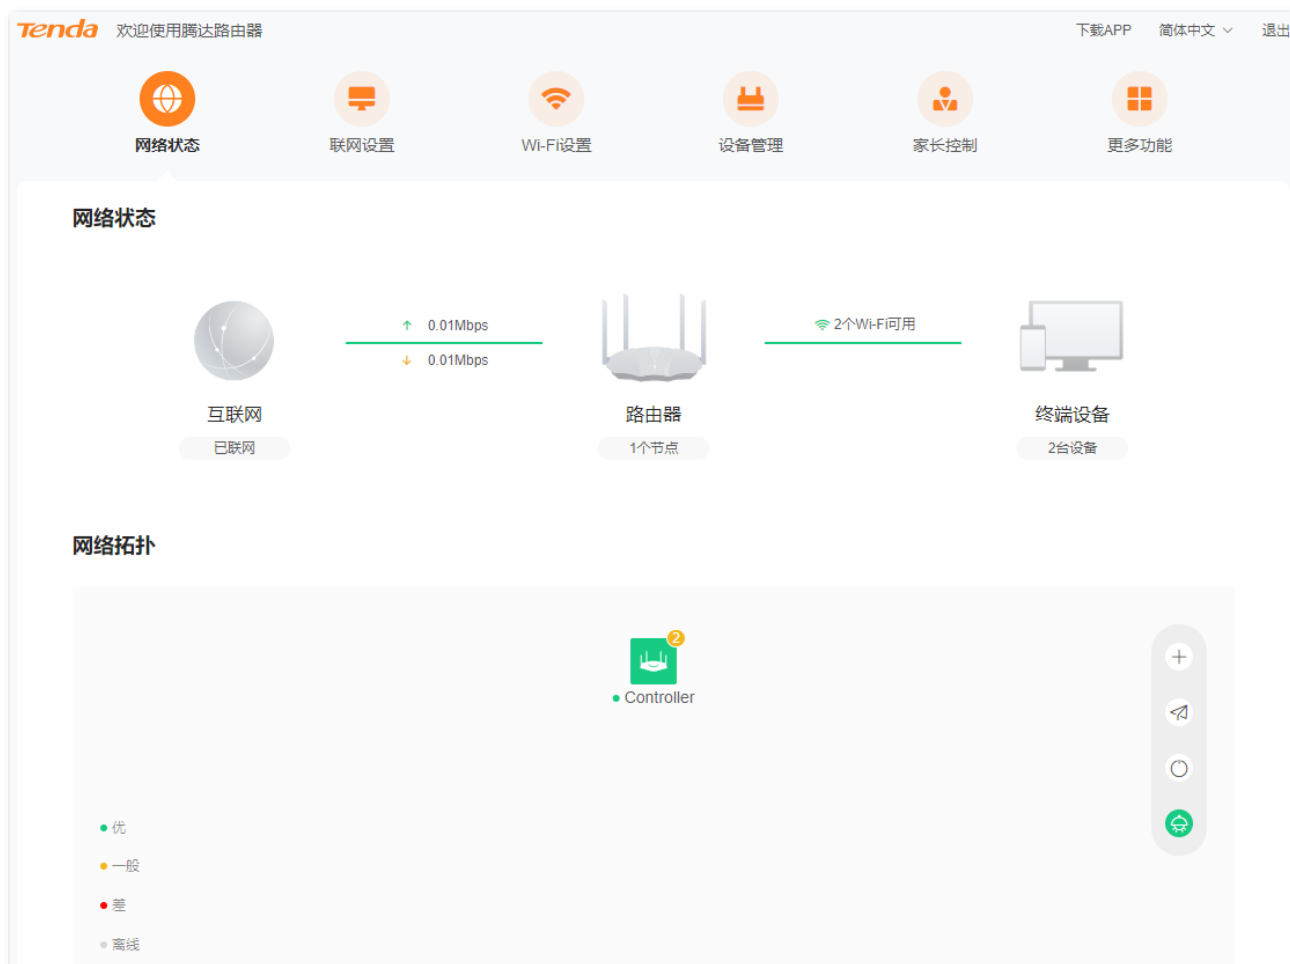 Tenda 欢迎使用腾达路由器 下载APP 简体中文 退出
网络状态 联网设置 Wi-Fi设置 设备管理 家长控制 更多功能
网络状态
↑ 0.01Mbps
2个Wi-Fi可用
↓ 0.01Mbps
互联网 路由器 终端设备
已联网 1个节点 2台设备
网络拓扑
2
Controller
优
一般
差
离线